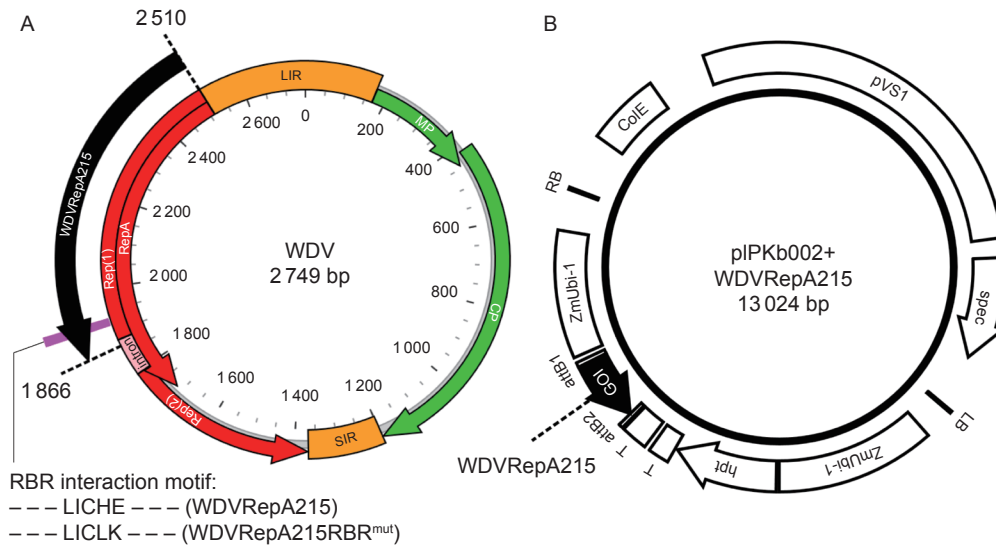 A
2 510
LIR
0
200
400
600
800
1 000
1 200
1 400
1 600
1 800
2 000
2 200
2 400
2 600
MP
CP
SIR
Rep(2)
intron
Rep(1)
RepA
WDVRepA215
WDV
2 749 bp
1 866
RBR interaction motif:
– – – LICHE – – – (WDVRepA215)
– – – LICLK – – – (WDVRepA215RBRmut)
B
pVS1
ColE
RB
ZmUbi-1
attB1
GOI
attB2
T
T
hpt
ZmUbi-1
LB
spec
pIPKb002+
WDVRepA215
13 024 bp
WDVRepA215